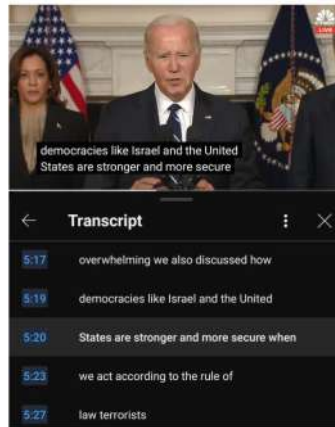 LIVE
democracies like Israel and the United
States are stronger and more secure
Transcript
5:17 overwhelming we also discussed how
5:19 democracies like Israel and the United
5:20 States are stronger and more secure when
5:23 we act according to the rule of
5:27 law terrorists